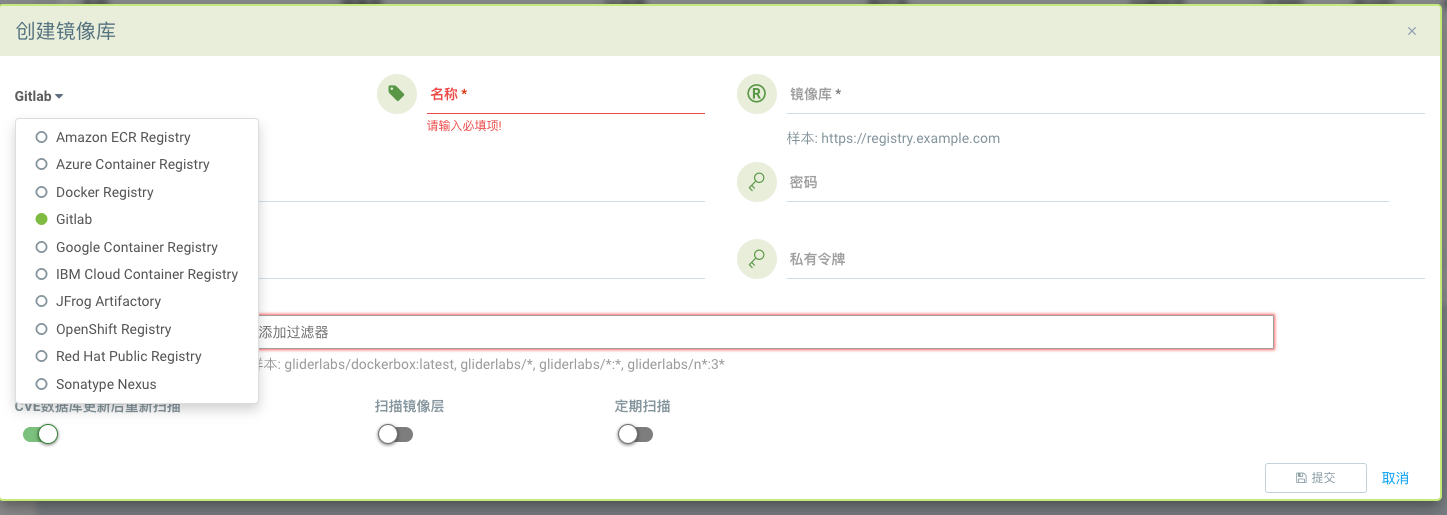 创建镜像库
×
Gitlab
名称 *
镜像库 *
请输入必填项!
样本: https://registry.example.com
Amazon ECR Registry
Azure Container Registry
Docker Registry
Gitlab
Google Container Registry
IBM Cloud Container Registry
JFrog Artifactory
OpenShift Registry
Red Hat Public Registry
Sonatype Nexus
密码
私有令牌
添加过滤器
样本: gliderlabs/dockerbox:latest, gliderlabs/*, gliderlabs/*:*, gliderlabs/n*:3*
CVE数据库更新后重新扫描
扫描镜像层
定期扫描
提交
取消